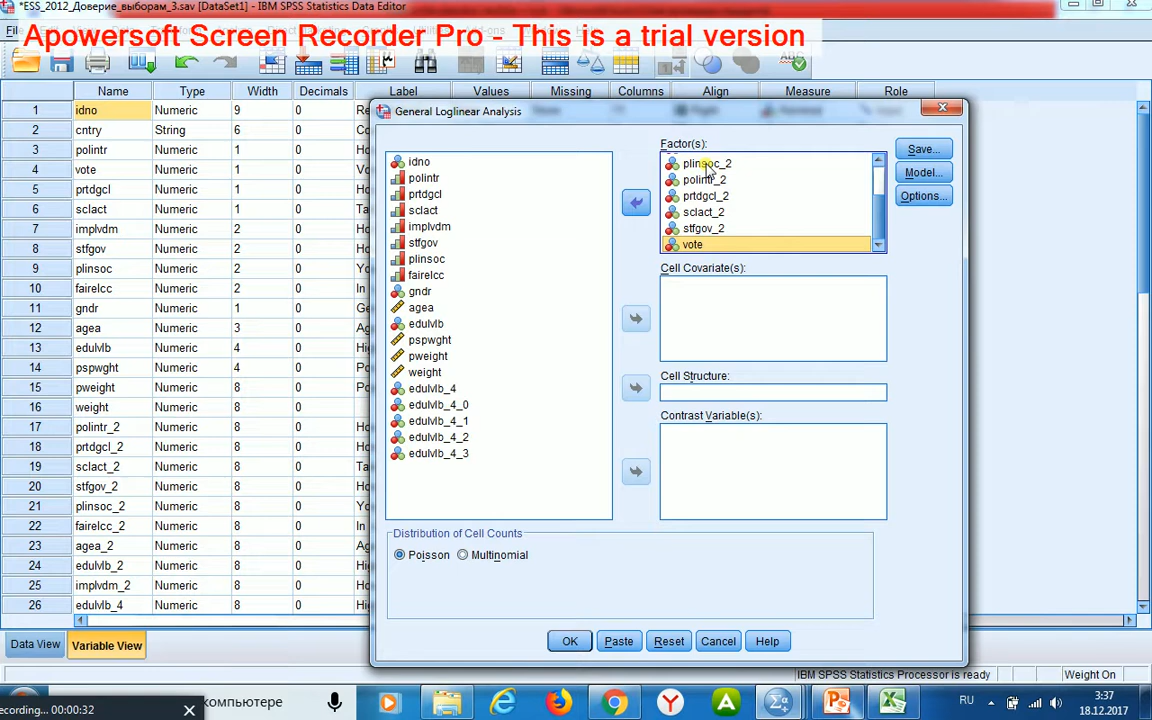 *ESS_2012_Доверие_выборам_3.sav [DataSet1] - IBM SPSS Statistics Data Editor
Apowersoft Screen Recorder Pro - This is a trial version
Name Type Width Decimals Label Values Missing Columns Align Measure Role
1 idno Numeric 9 0
2 cntry String 6 0
3 polintr Numeric 1 0
4 vote Numeric 1 0
5 prtdgcl Numeric 1 0
6 sclact Numeric 1 0
7 implvdm Numeric 1 0
8 stfgov Numeric 2 0
9 plinsoc Numeric 2 0
10 fairelcc Numeric 2 0
11 gndr Numeric 1 0
12 agea Numeric 3 0
13 edulvlb Numeric 4 0
14 pspwght Numeric 4 0
15 pweight Numeric 8 0
16 weight Numeric 8 0
17 polintr_2 Numeric 8 0
18 prtdgcl_2 Numeric 8 0
19 sclact_2 Numeric 8 0
20 stfgov_2 Numeric 8 0
21 plinsoc_2 Numeric 8 0
22 fairelcc_2 Numeric 8 0
23 agea_2 Numeric 8 0
24 edulvlb_2 Numeric 8 0
25 implvdm_2 Numeric 8 0
26 edulvlb_4 Numeric 8 0
General Loglinear Analysis
idno
polintr
prtdgcl
sclact
implvdm
stfgov
plinsoc
fairelcc
gndr
agea
edulvlb
pspwght
pweight
weight
edulvlb_4
edulvlb_4_0
edulvlb_4_1
edulvlb_4_2
edulvlb_4_3
Factor(s):
plinsoc_2
polintr_2
prtdgcl_2
sclact_2
stfgov_2
vote
Cell Covariate(s):
Cell Structure:
Contrast Variable(s):
Save...
Model...
Options...
Distribution of Cell Counts
Poisson Multinomial
OK Paste Reset Cancel Help
Data View Variable View
IBM SPSS Statistics Processor is ready Weight On
компьютере
ecording... 00:00:32
RU
3:37
18.12.2017